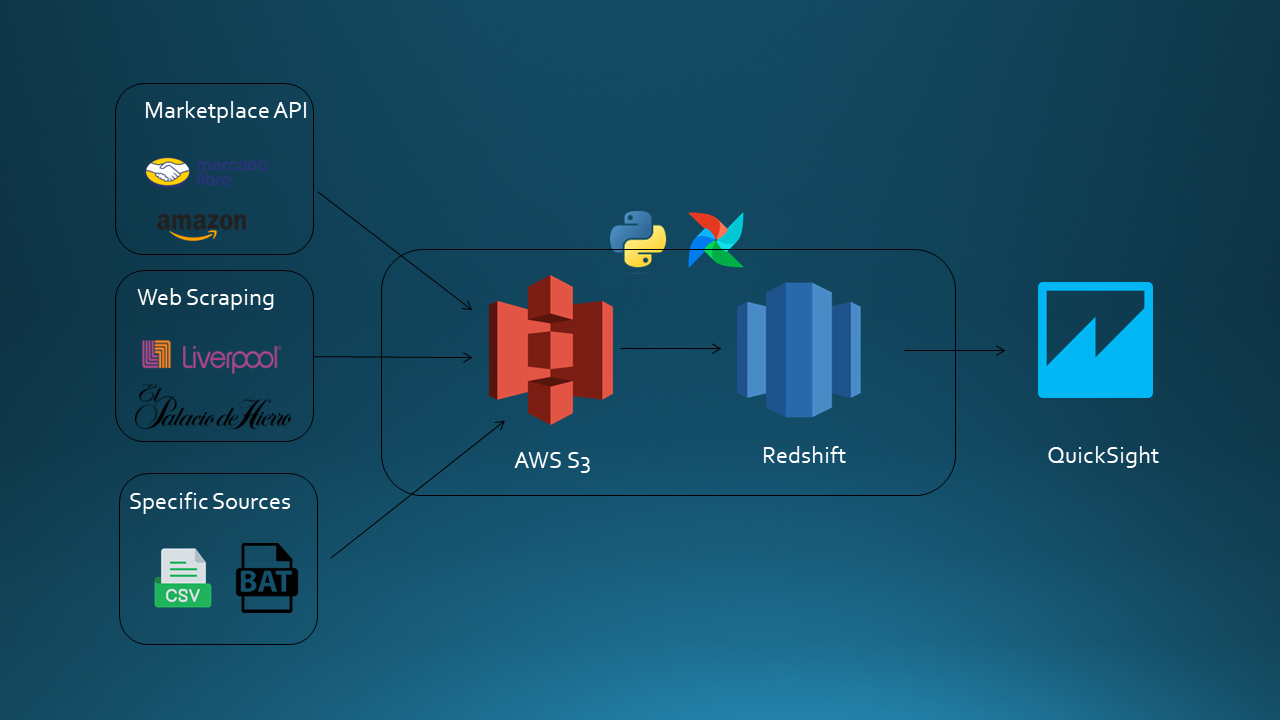 Marketplace API
mercado
libre
amazon
Web Scraping
Liverpool
El
Palacio de Hierro
Specific Sources
CSV
BAT
AWS S3
Redshift
QuickSight